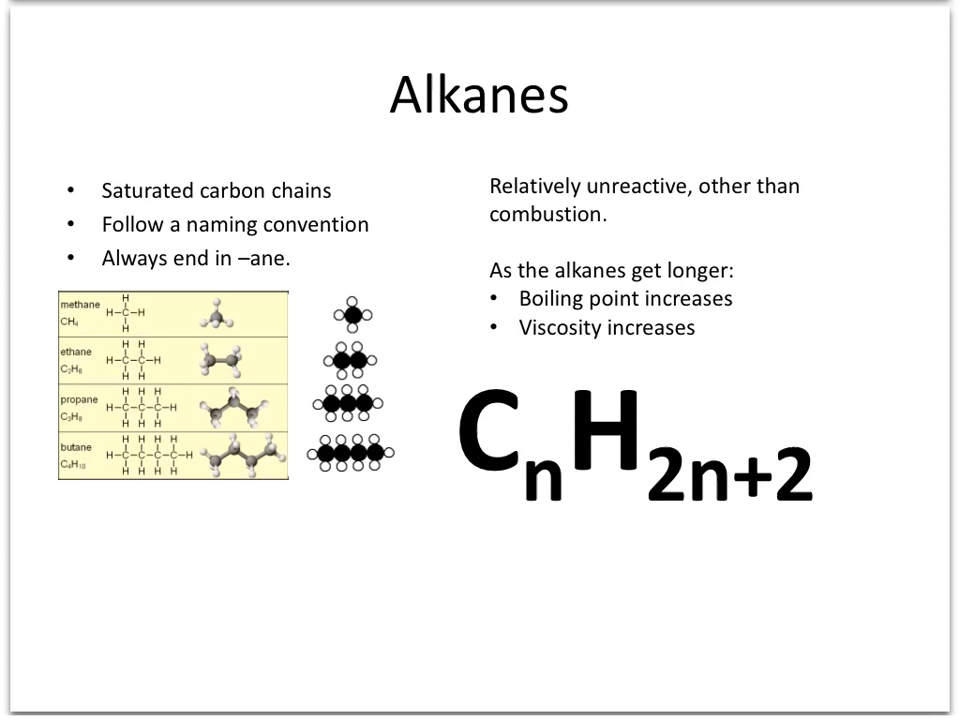 Alkanes
• Saturated carbon chains
• Follow a naming convention
• Always end in –ane.
Relatively unreactive, other than
combustion.
As the alkanes get longer:
• Boiling point increases
• Viscosity increases
methane
CH₄
H
H–C–H
H
ethane
C₂H₆
H H
H–C–C–H
H H
propane
C₃H₈
H H H
H–C–C–C–H
H H H
butane
C₄H₁₀
H H H H
H–C–C–C–C–H
H H H H
CₙH₂ₙ₊₂